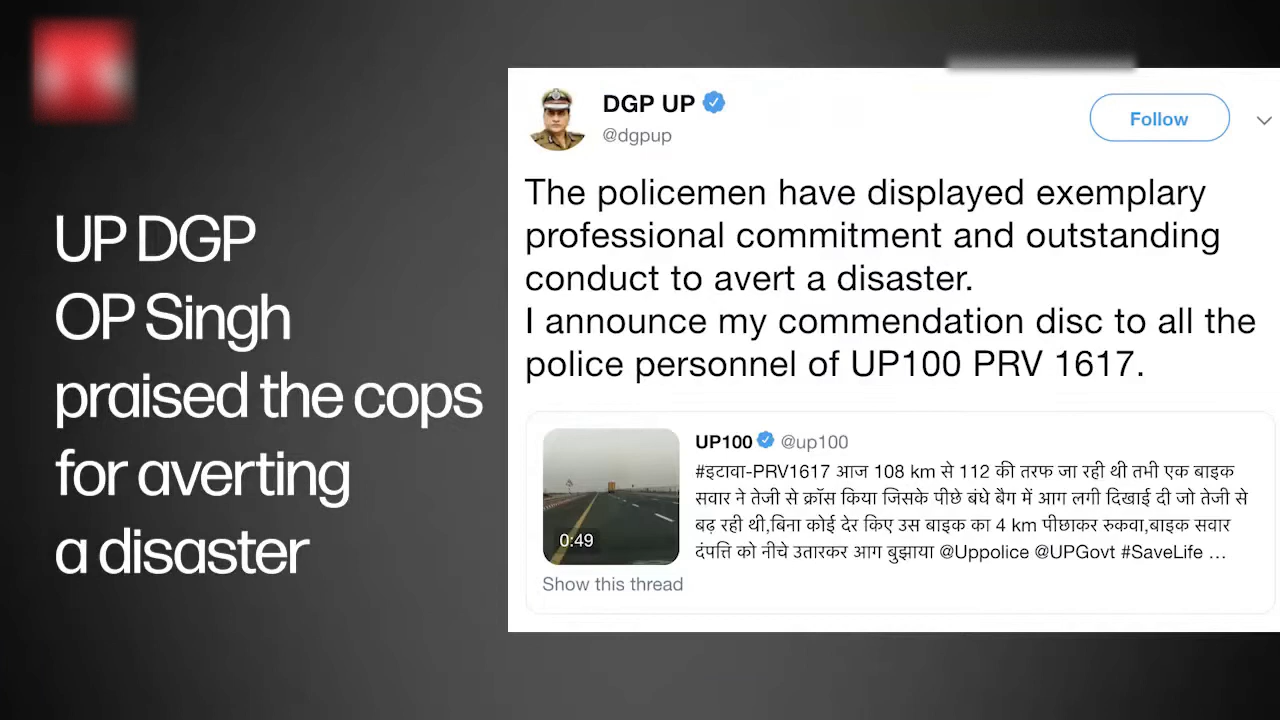 UP DGP
OP Singh
praised the cops
for averting
a disaster
DGP UP
@dgpup
Follow
The policemen have displayed exemplary
professional commitment and outstanding
conduct to avert a disaster.
I announce my commendation disc to all the
police personnel of UP100 PRV 1617.
UP100 @up100
#इटावा-PRV1617 आज 108 km से 112 की तरफ जा रही थी तभी एक बाइक
सवार ने तेजी से क्रॉस किया जिसके पीछे बंधे बैग में आग लगी दिखाई दी जो तेजी से
बढ़ रही थी,बिना कोई देर किए उस बाइक का 4 km पीछाकर रुकवा,बाइक सवार
दंपत्ति को नीचे उतारकर आग बुझाया @Uppolice @UPGovt #SaveLife ...
0:49
Show this thread